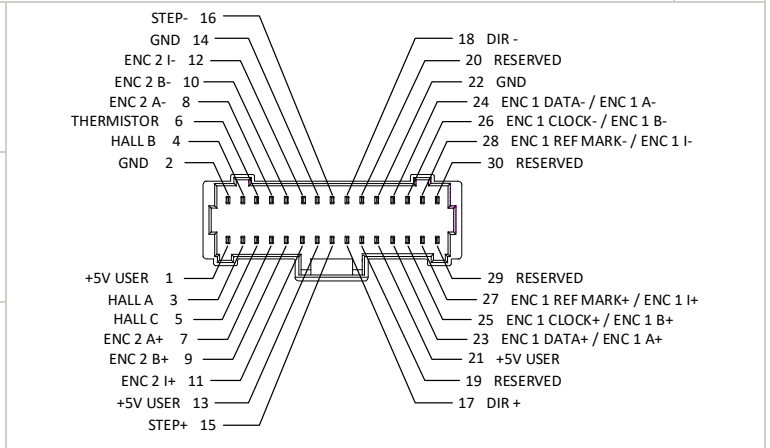 STEP- 16
GND 14
ENC 2 I- 12
ENC 2 B- 10
ENC 2 A- 8
THERMISTOR 6
HALL B 4
GND 2
18 DIR -
20 RESERVED
22 GND
24 ENC 1 DATA- / ENC 1 A-
26 ENC 1 CLOCK- / ENC 1 B-
28 ENC 1 REF MARK- / ENC 1 I-
30 RESERVED
+5V USER 1
HALL A 3
HALL C 5
ENC 2 A+ 7
ENC 2 B+ 9
ENC 2 I+ 11
+5V USER 13
STEP+ 15
29 RESERVED
27 ENC 1 REF MARK+ / ENC 1 I+
25 ENC 1 CLOCK+ / ENC 1 B+
23 ENC 1 DATA+ / ENC 1 A+
21 +5V USER
19 RESERVED
17 DIR +